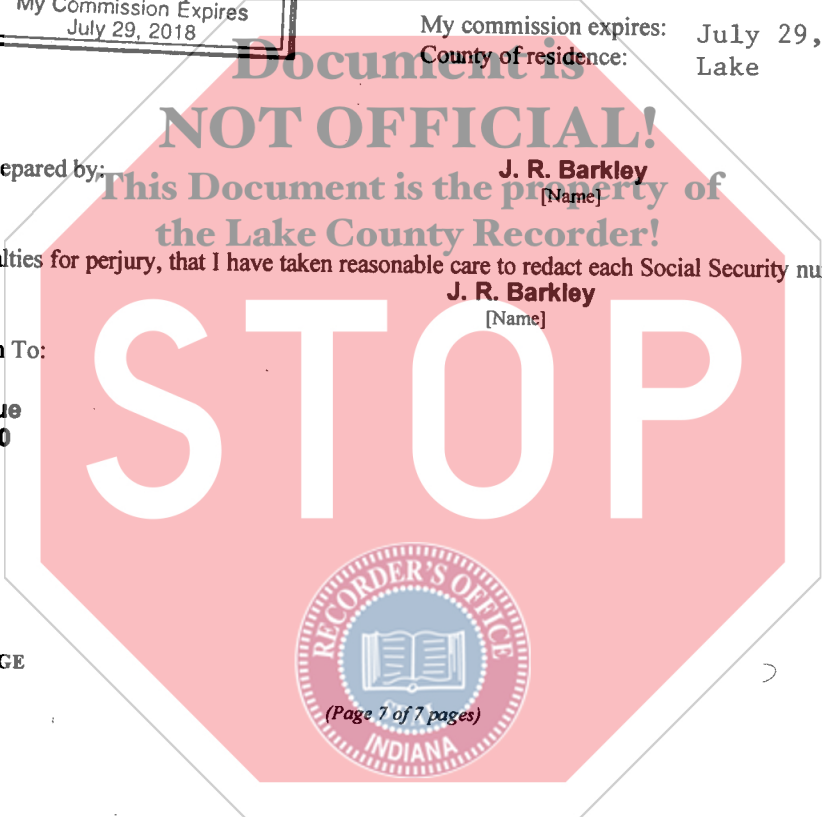 My Commission Expires
July 29, 2018
My commission expires: July 29,
County of residence: Lake
Document is
NOT OFFICIAL!
epared by: J. R. Barkley
[Name]
This Document is the property of
the Lake County Recorder!
lties for perjury, that I have taken reasonable care to redact each Social Security nu
J. R. Barkley
[Name]
To:
ue
0
STOP
RECORDER'S OFFICE
SEAL
GE
(Page 7 of 7 pages)
INDIANA